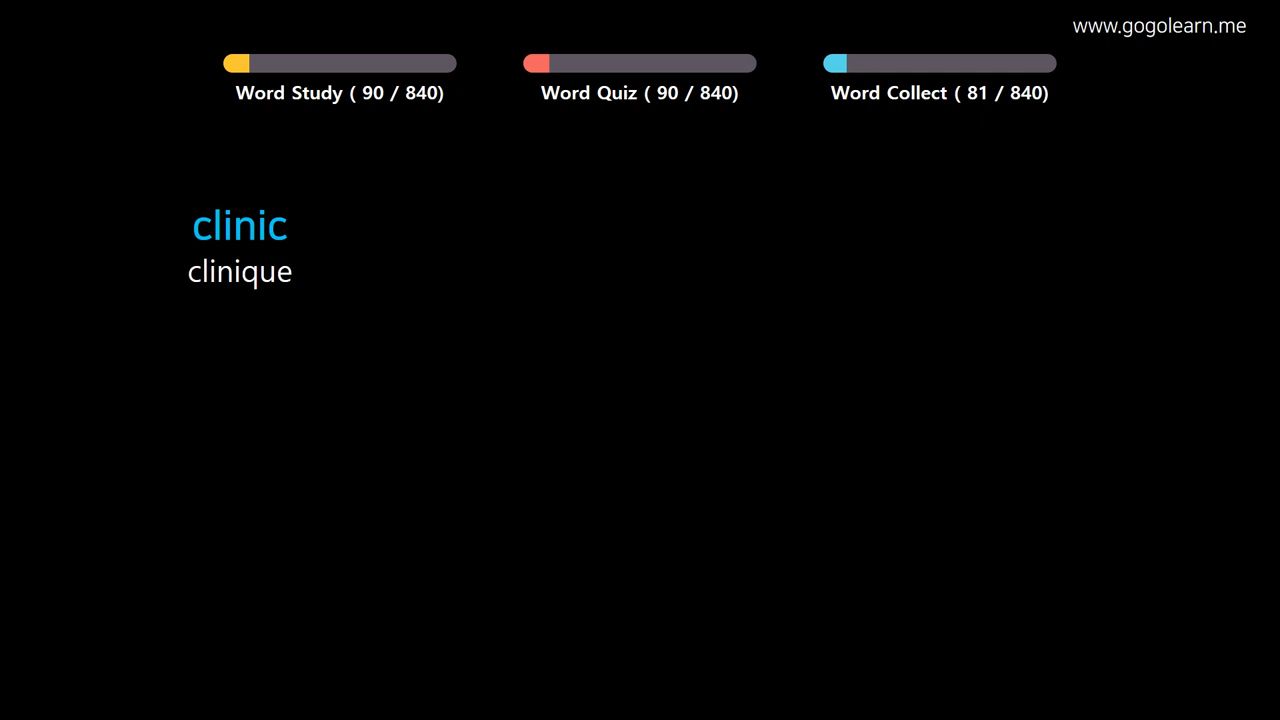 www.gogolearn.me
Word Study ( 90 / 840)
Word Quiz ( 90 / 840)
Word Collect ( 81 / 840)
clinic
clinique